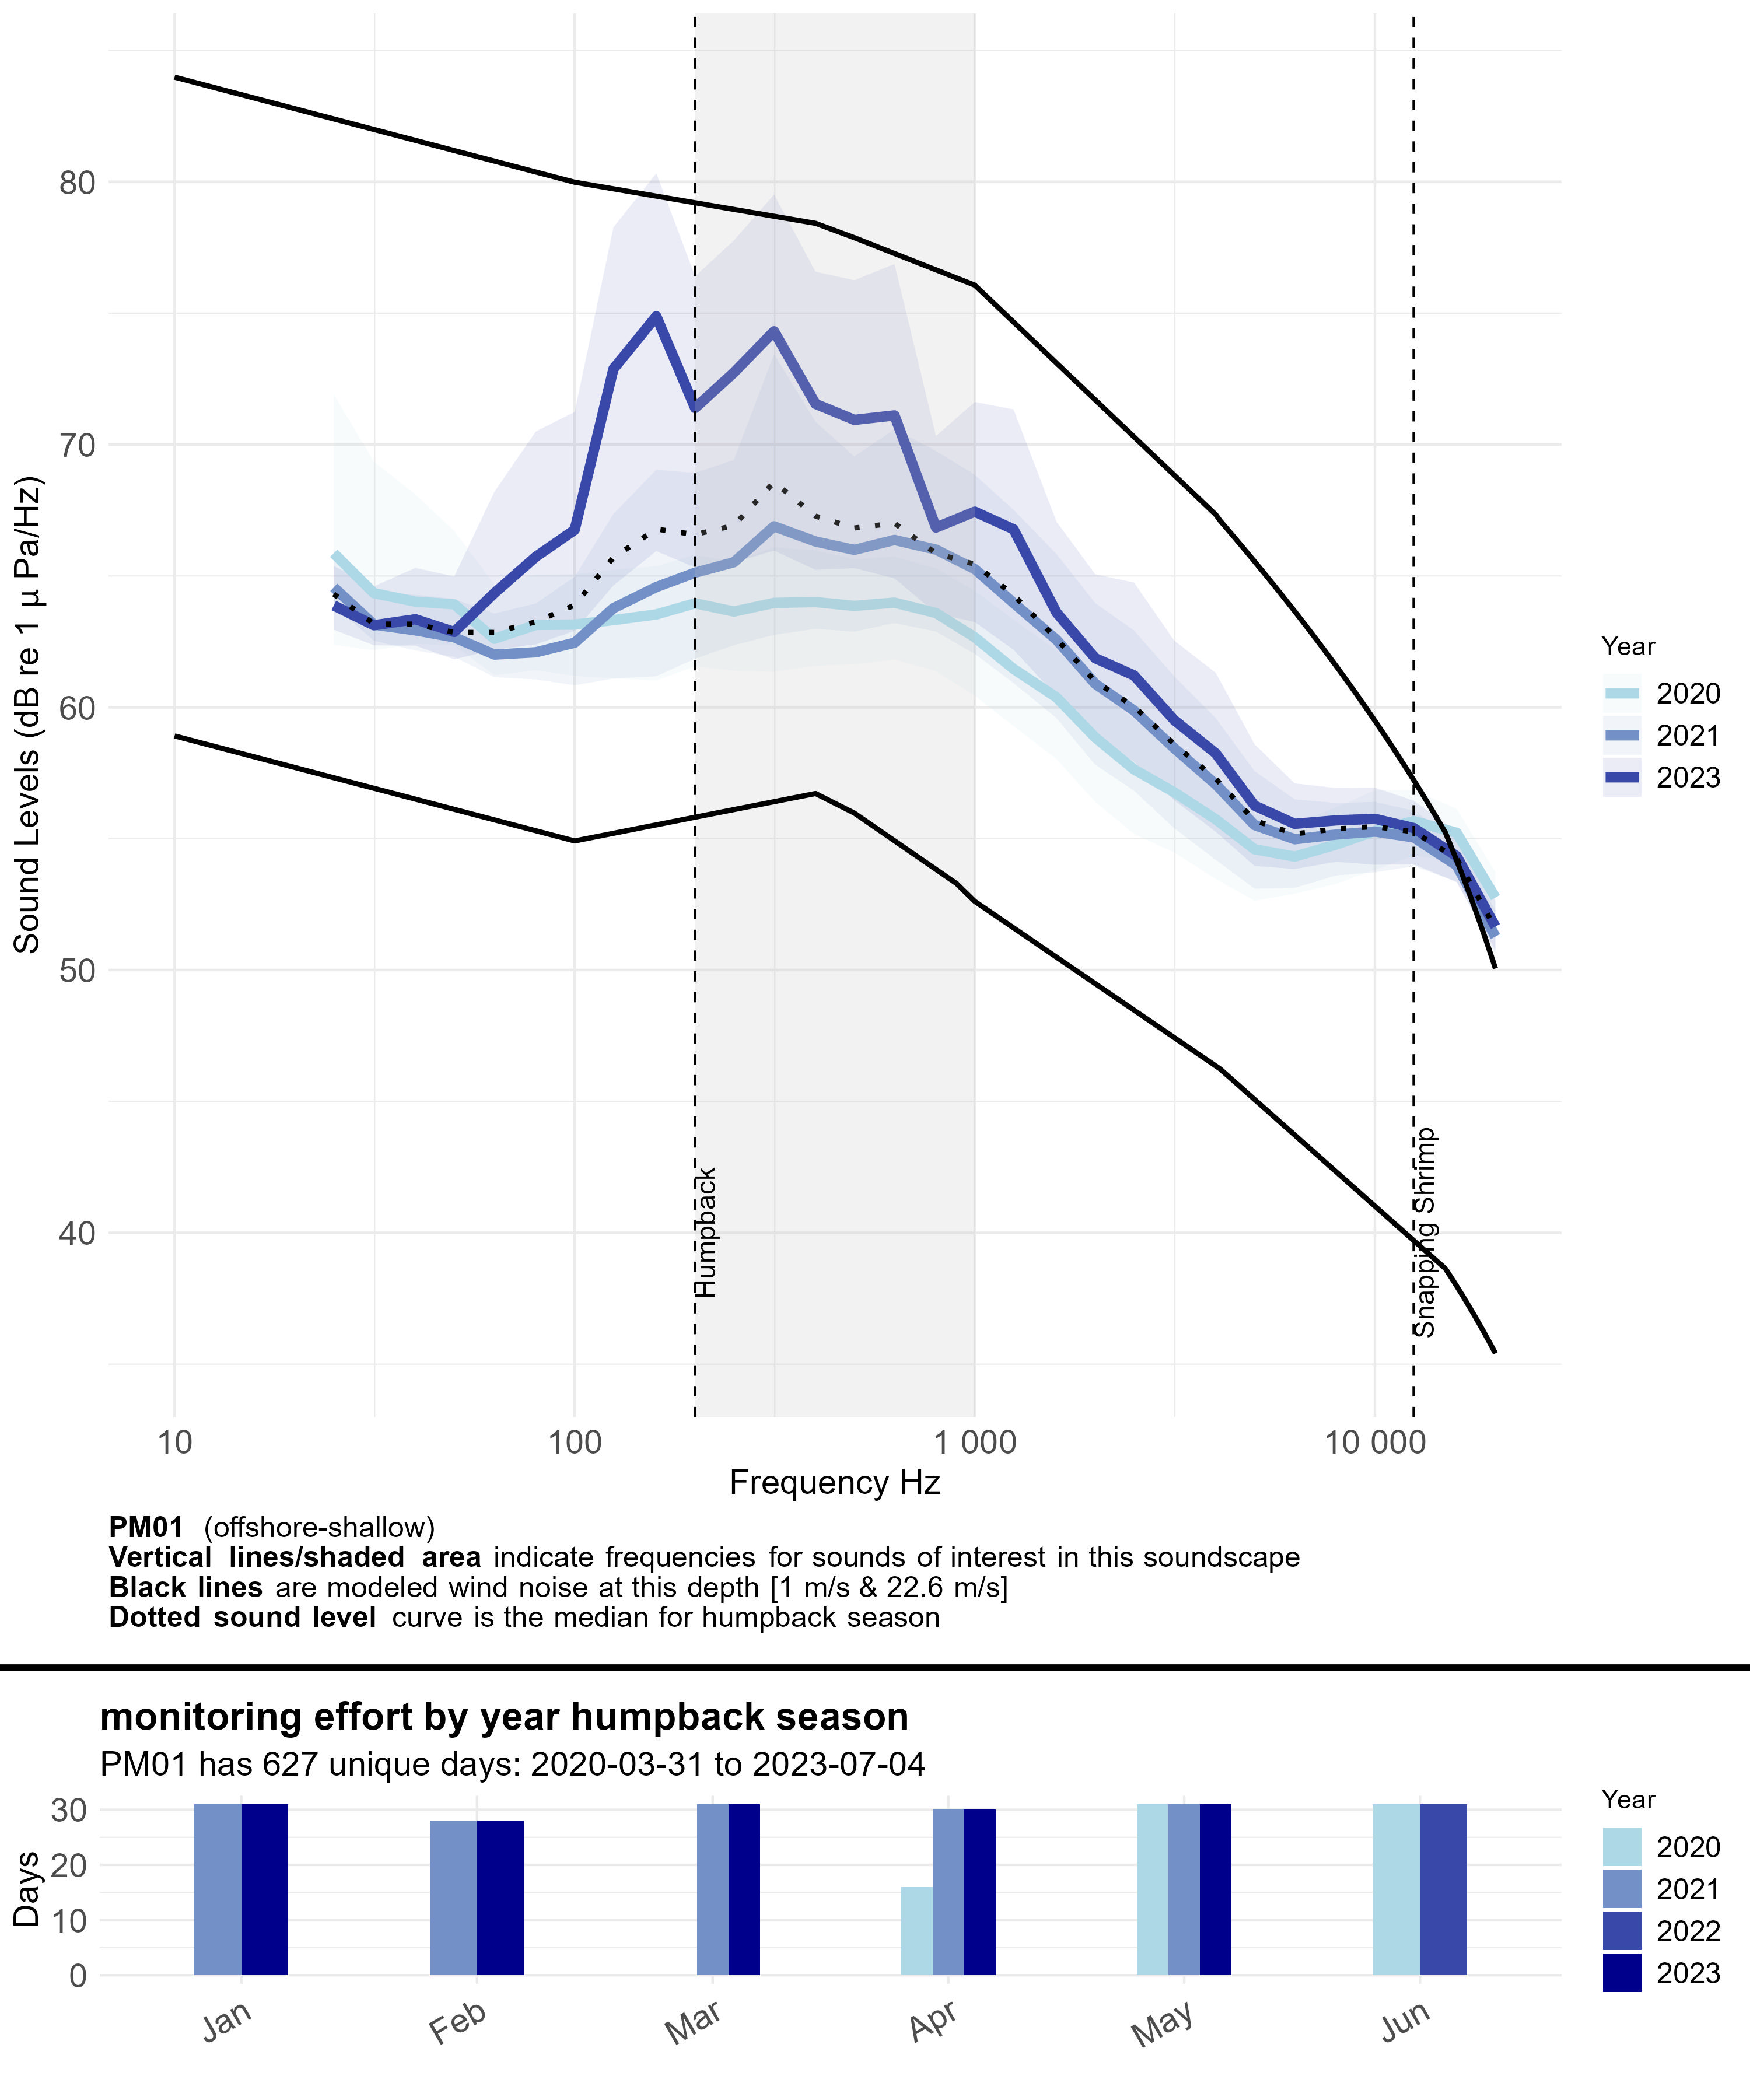 80
70
60
50
40
Sound Levels (dB re 1 µ Pa/Hz)
Humpback
Snapping Shrimp
10
100
1 000
10 000
Frequency Hz
Year
2020
2021
2023
PM01 (offshore-shallow)
Vertical lines/shaded area indicate frequencies for sounds of interest in this soundscape
Black lines are modeled wind noise at this depth [1 m/s & 22.6 m/s]
Dotted sound level curve is the median for humpback season
monitoring effort by year humpback season
PM01 has 627 unique days: 2020-03-31 to 2023-07-04
30
20
10
0
Days
Jan
Feb
Mar
Apr
May
Jun
Year
2020
2021
2022
2023